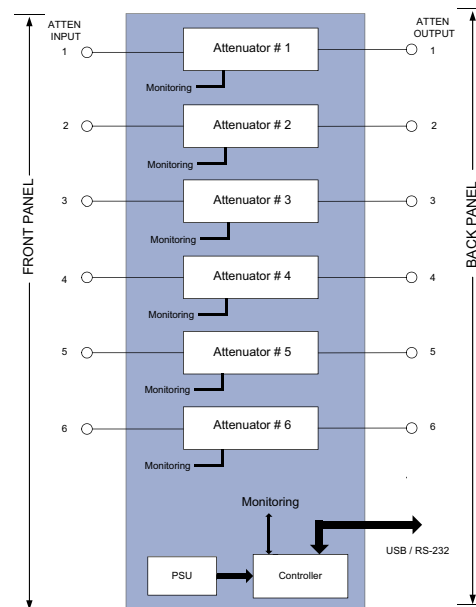 ATTEN
INPUT
ATTEN
OUTPUT
1
Attenuator # 1
1
Monitoring
2
Attenuator # 2
2
Monitoring
3
Attenuator # 3
3
Monitoring
4
Attenuator # 4
4
Monitoring
5
Attenuator # 5
5
Monitoring
6
Attenuator # 6
6
Monitoring
FRONT PANEL
BACK PANEL
Monitoring
USB / RS-232
PSU
Controller